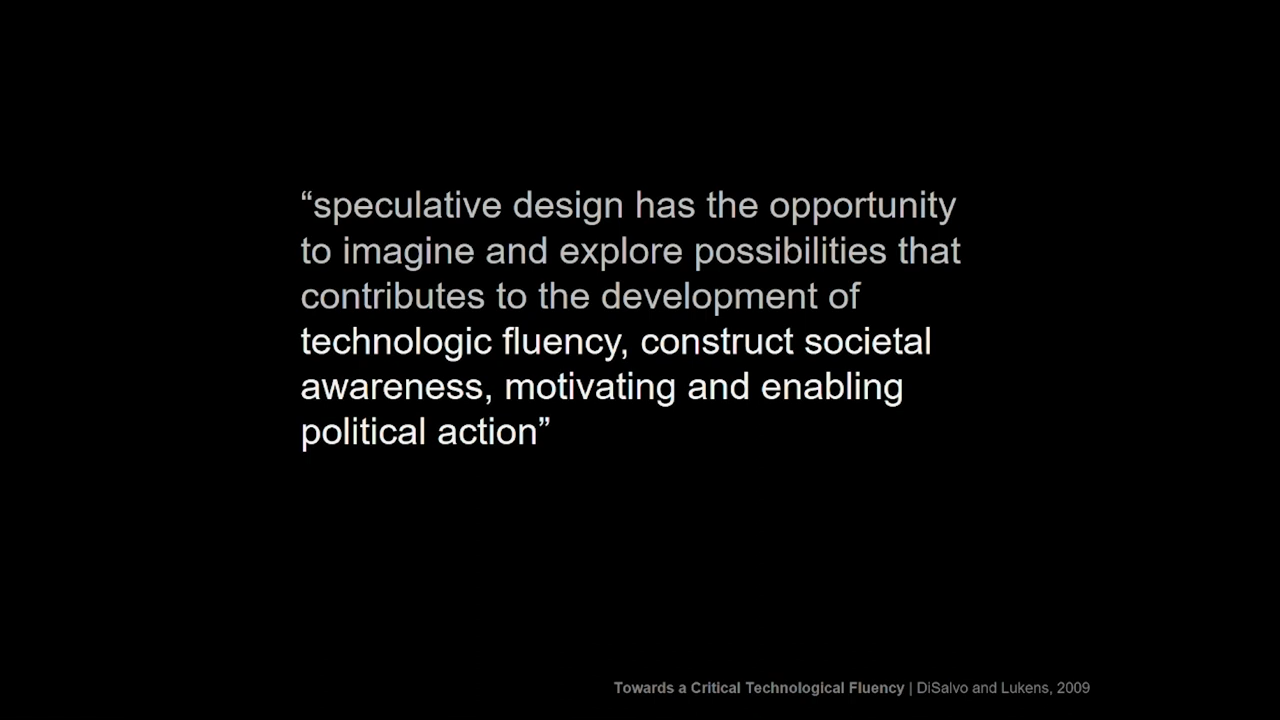 “speculative design has the opportunity
to imagine and explore possibilities that
contributes to the development of
technologic fluency, construct societal
awareness, motivating and enabling
political action”
Towards a Critical Technological Fluency | DiSalvo and Lukens, 2009